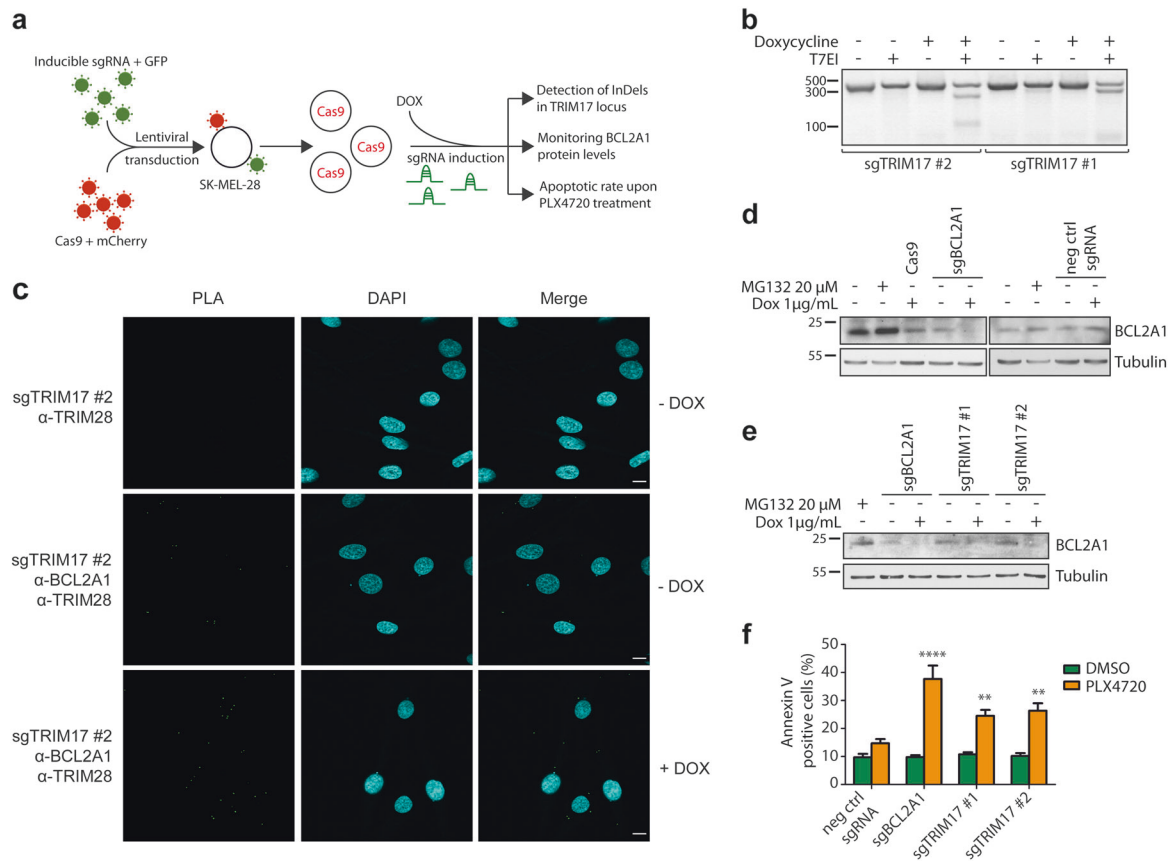 a
Inducible sgRNA + GFP
Lentiviral
transduction
SK-MEL-28
Cas9 + mCherry
Cas9
Cas9
Cas9
DOX
sgRNA induction
Detection of InDels
in TRIM17 locus
Monitoring BCL2A1
protein levels
Apoptotic rate upon
PLX4720 treatment
b
Doxycycline - - + + - - + +
T7EI - + - + - + - +
500
300
100
sgTRIM17 #2 sgTRIM17 #1
c
PLA DAPI Merge
sgTRIM17 #2
α-TRIM28
- DOX
sgTRIM17 #2
α-BCL2A1
α-TRIM28
- DOX
sgTRIM17 #2
α-BCL2A1
α-TRIM28
+ DOX
d
Cas9
sgBCL2A1
neg ctrl
sgRNA
MG132 20 µM - + - - - - + - -
Dox 1µg/mL - - + - + - - - +
25
BCL2A1
55
Tubulin
e
sgBCL2A1
sgTRIM17 #1
sgTRIM17 #2
MG132 20 µM + - - - - - -
Dox 1µg/mL - - + - + - +
25
BCL2A1
55
Tubulin
f
Annexin V
positive cells (%)
50
40
30
20
10
0
****
**
**
DMSO
PLX4720
neg ctrl
sgRNA
sgBCL2A1
sgTRIM17 #1
sgTRIM17 #2